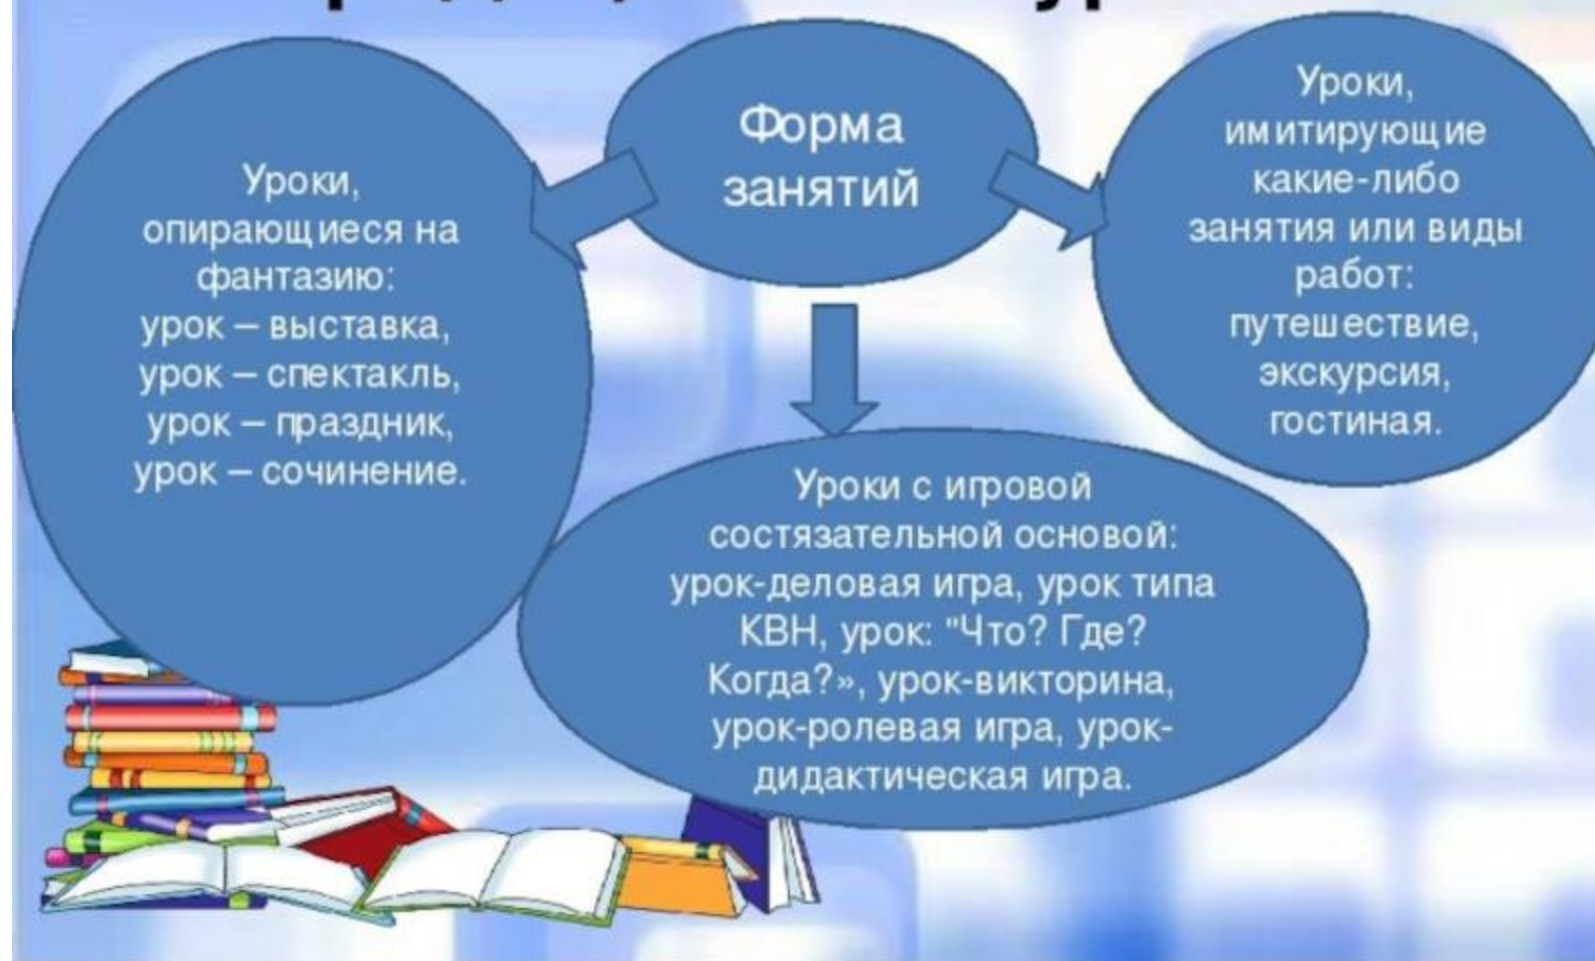 Форма
занятий
Уроки,
опирающиеся на
фантазию:
урок – выставка,
урок – спектакль,
урок – праздник,
урок – сочинение.
Уроки,
имитирующие
какие-либо
занятия или виды
работ:
путешествие,
экскурсия,
гостиная.
Уроки с игровой
состязательной основой:
урок-деловая игра, урок типа
КВН, урок: "Что? Где?
Когда?», урок-викторина,
урок-ролевая игра, урок-
дидактическая игра.